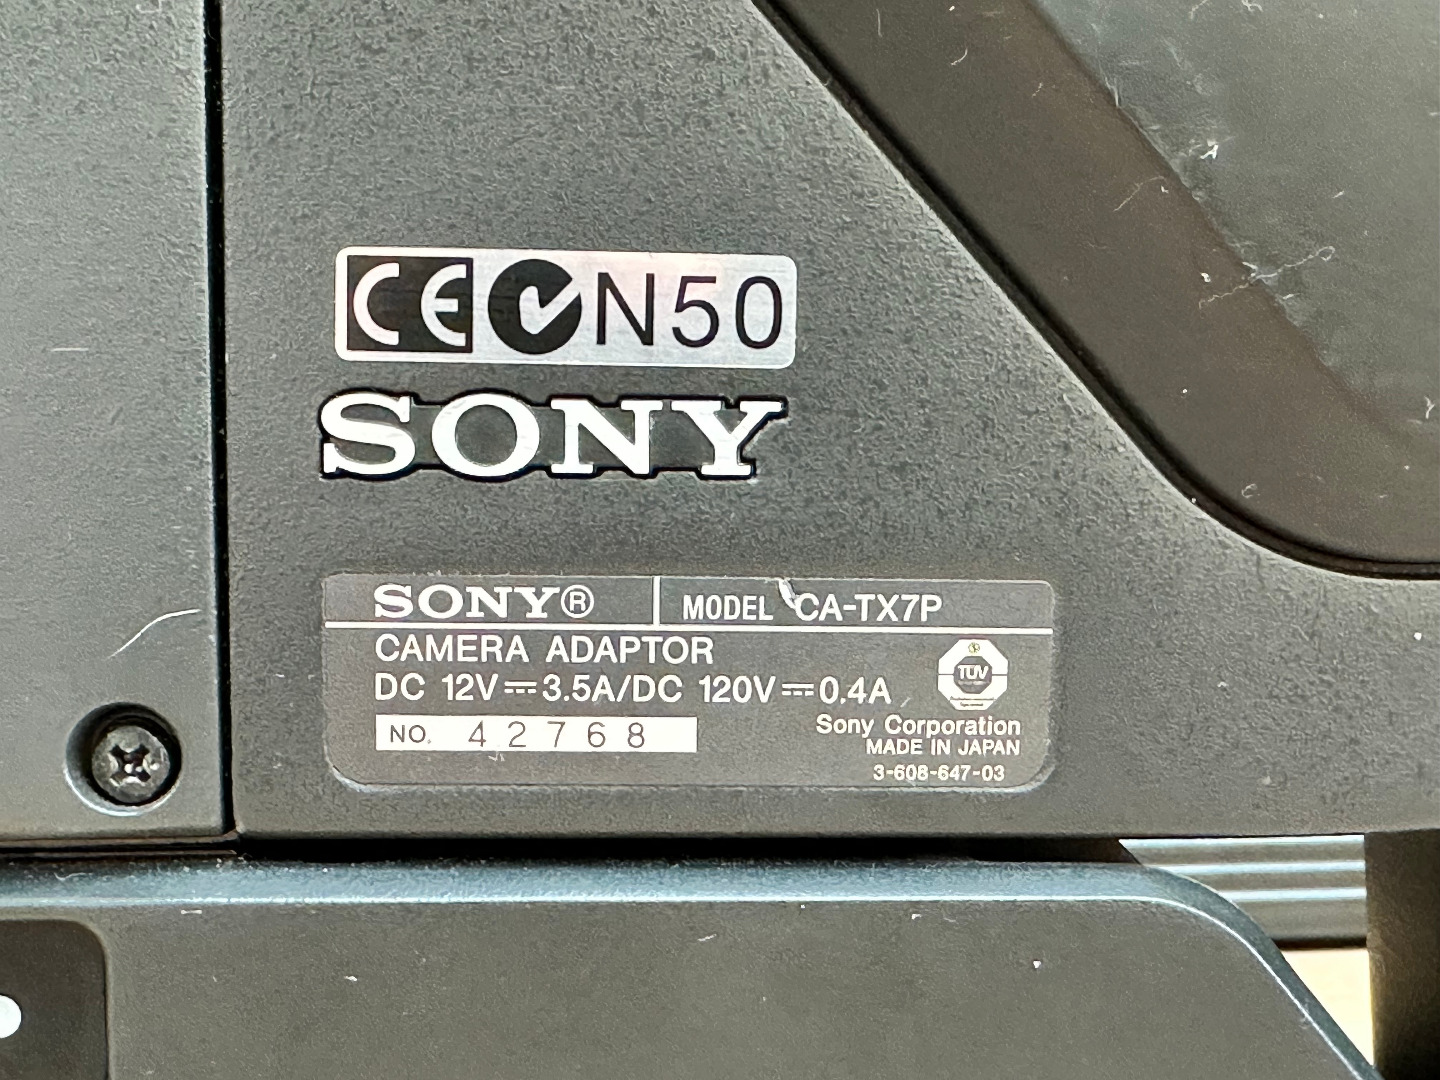 CE N50
SONY
SONY® MODEL CA-TX7P
CAMERA ADAPTOR
DC 12V⎓3.5A/DC 120V⎓0.4A
TÜV
NO. 42768
Sony Corporation
MADE IN JAPAN
3-608-647-03